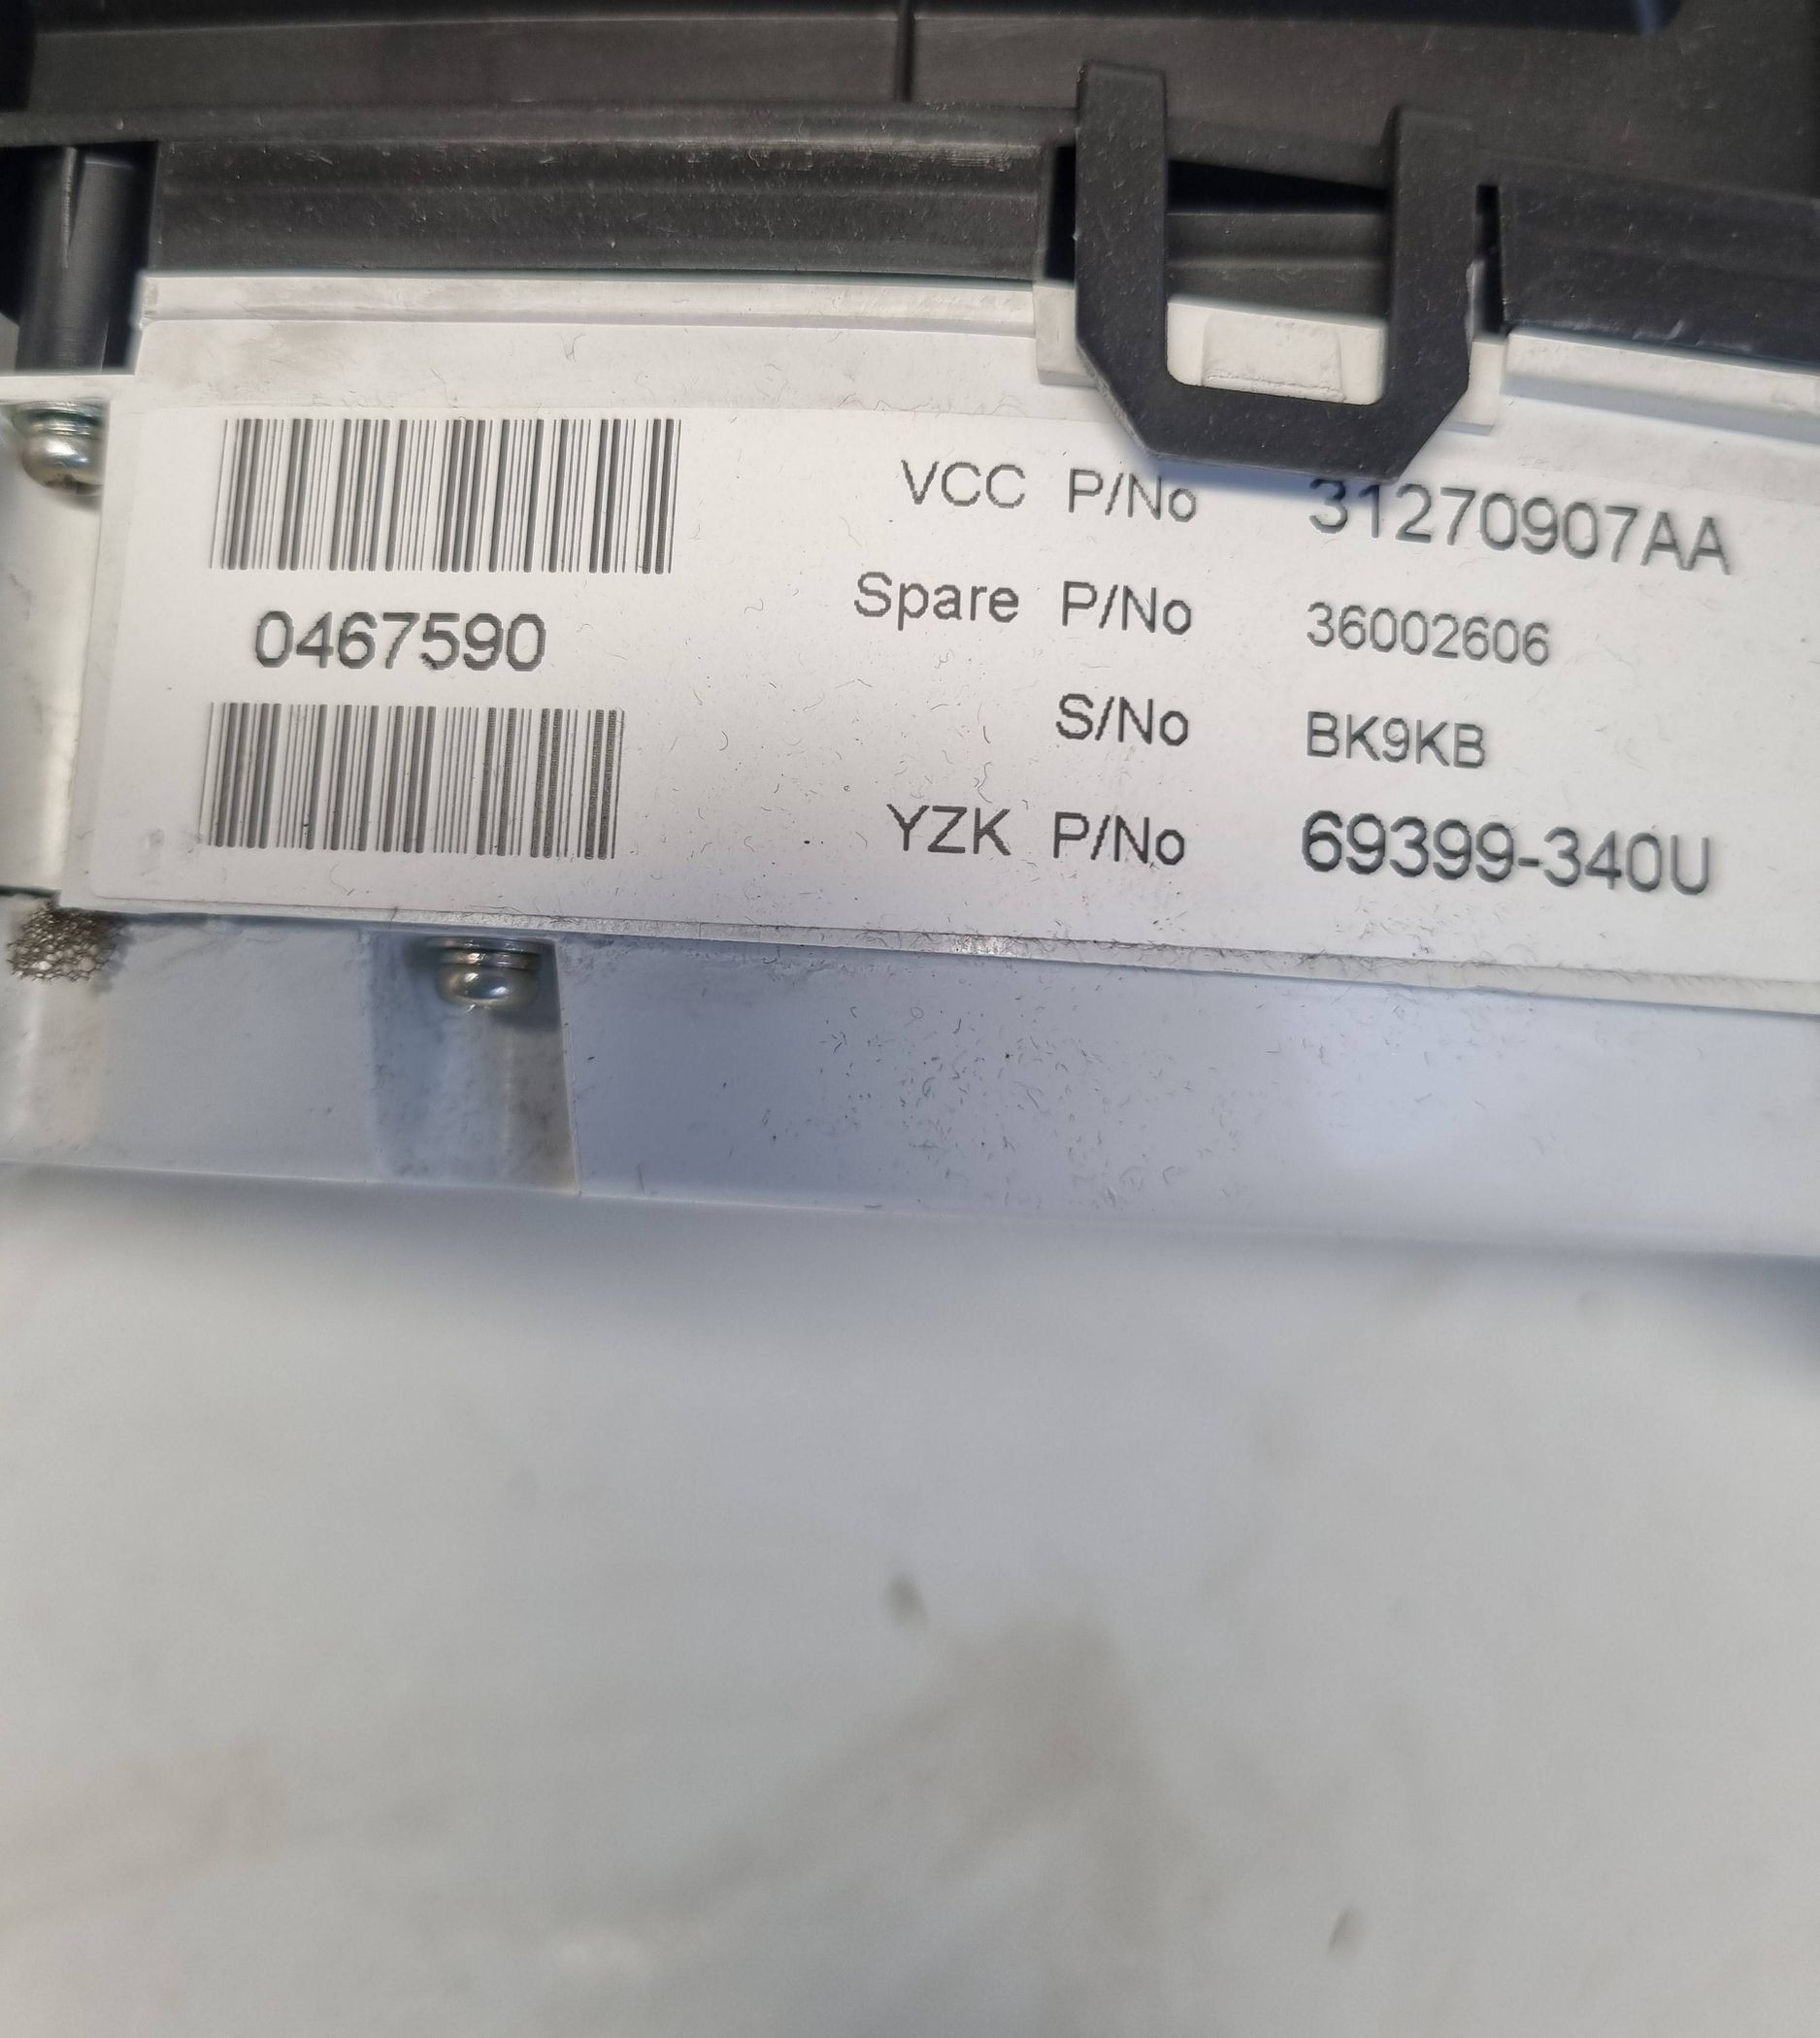 0467590
VCC P/No 31270907AA
Spare P/No 36002606
S/No BK9KB
YZK P/No 69399-340U